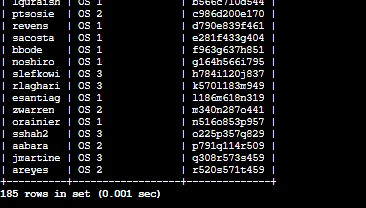 | lquraish | OS 1 | b566c710d544 |
| ptsosie | OS 2 | c986d200e170 |
| revens | OS 1 | d790e839f461 |
| sacosta | OS 1 | e281f433g404 |
| bbode | OS 1 | f963g637h851 |
| noshiro | OS 1 | g164h566i795 |
| slefkowi | OS 3 | h784i120j837 |
| rlaghari | OS 3 | k570l183m949 |
| esantiag | OS 1 | l186m618n319 |
| zwarren | OS 2 | m340n287o441 |
| orainier | OS 1 | n516o853p957 |
| sshah2 | OS 3 | o225p357q829 |
| aabara | OS 2 | p791q114r509 |
| jmartine | OS 3 | q308r573s459 |
| areyes | OS 2 | r520s571t459 |
+----------+------------------+--------------+
185 rows in set (0.001 sec)